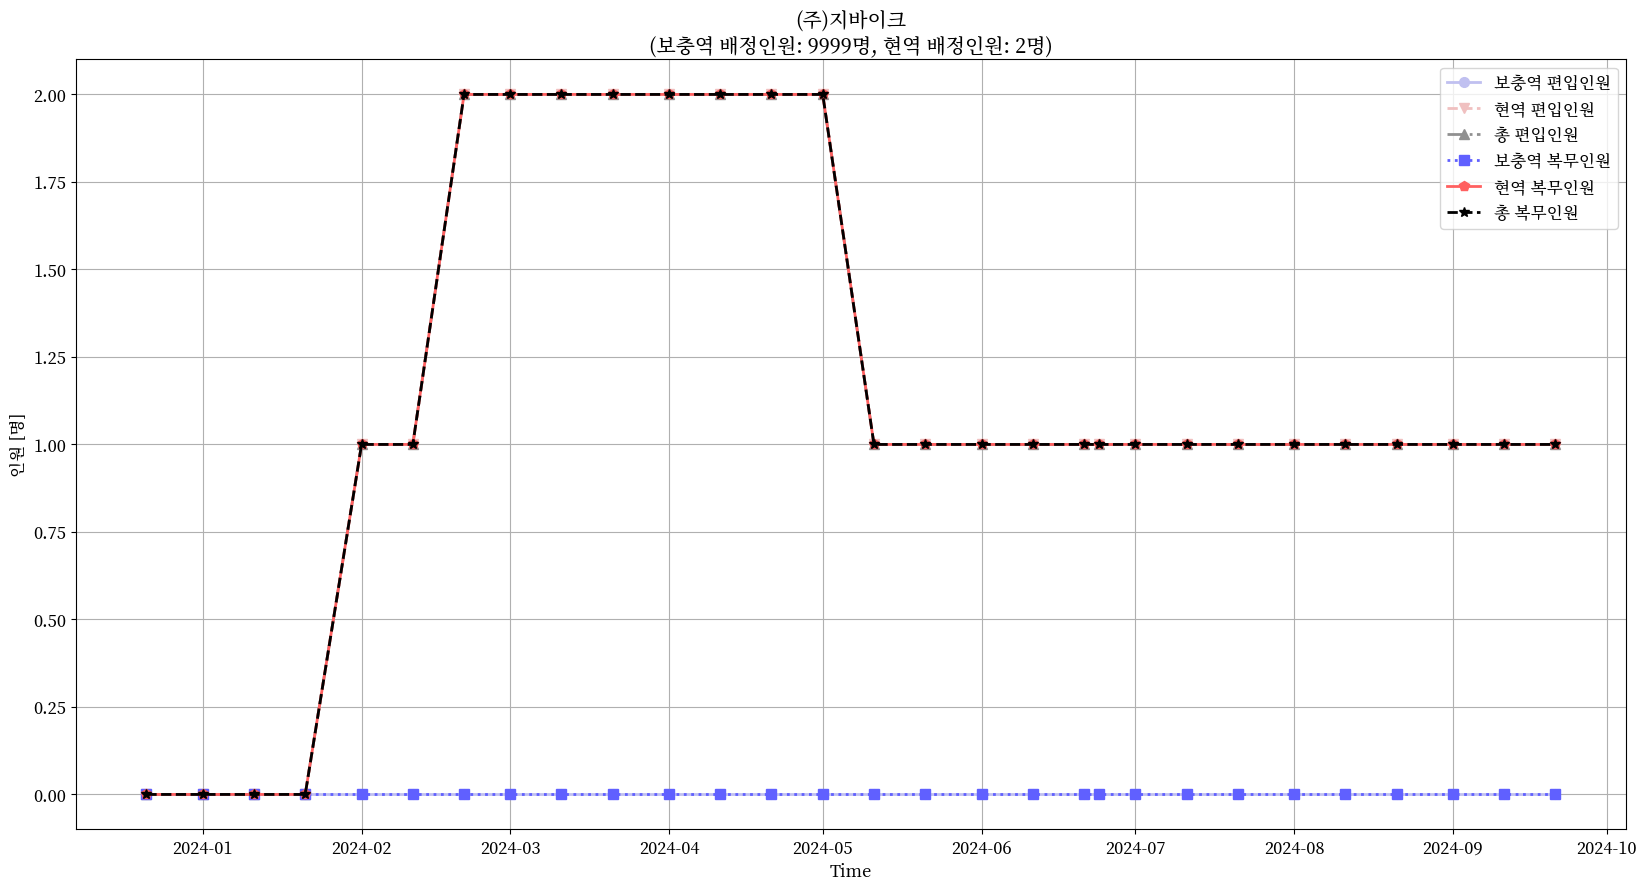 (주)지바이크
(보충역 배정인원: 9999명, 현역 배정인원: 2명)
보충역 편입인원
현역 편입인원
총 편입인원
보충역 복무인원
현역 복무인원
총 복무인원
인원 [명]
2.00
1.75
1.50
1.25
1.00
0.75
0.50
0.25
0.00
2024-01 2024-02 2024-03 2024-04 2024-05 2024-06 2024-07 2024-08 2024-09 2024-10
Time